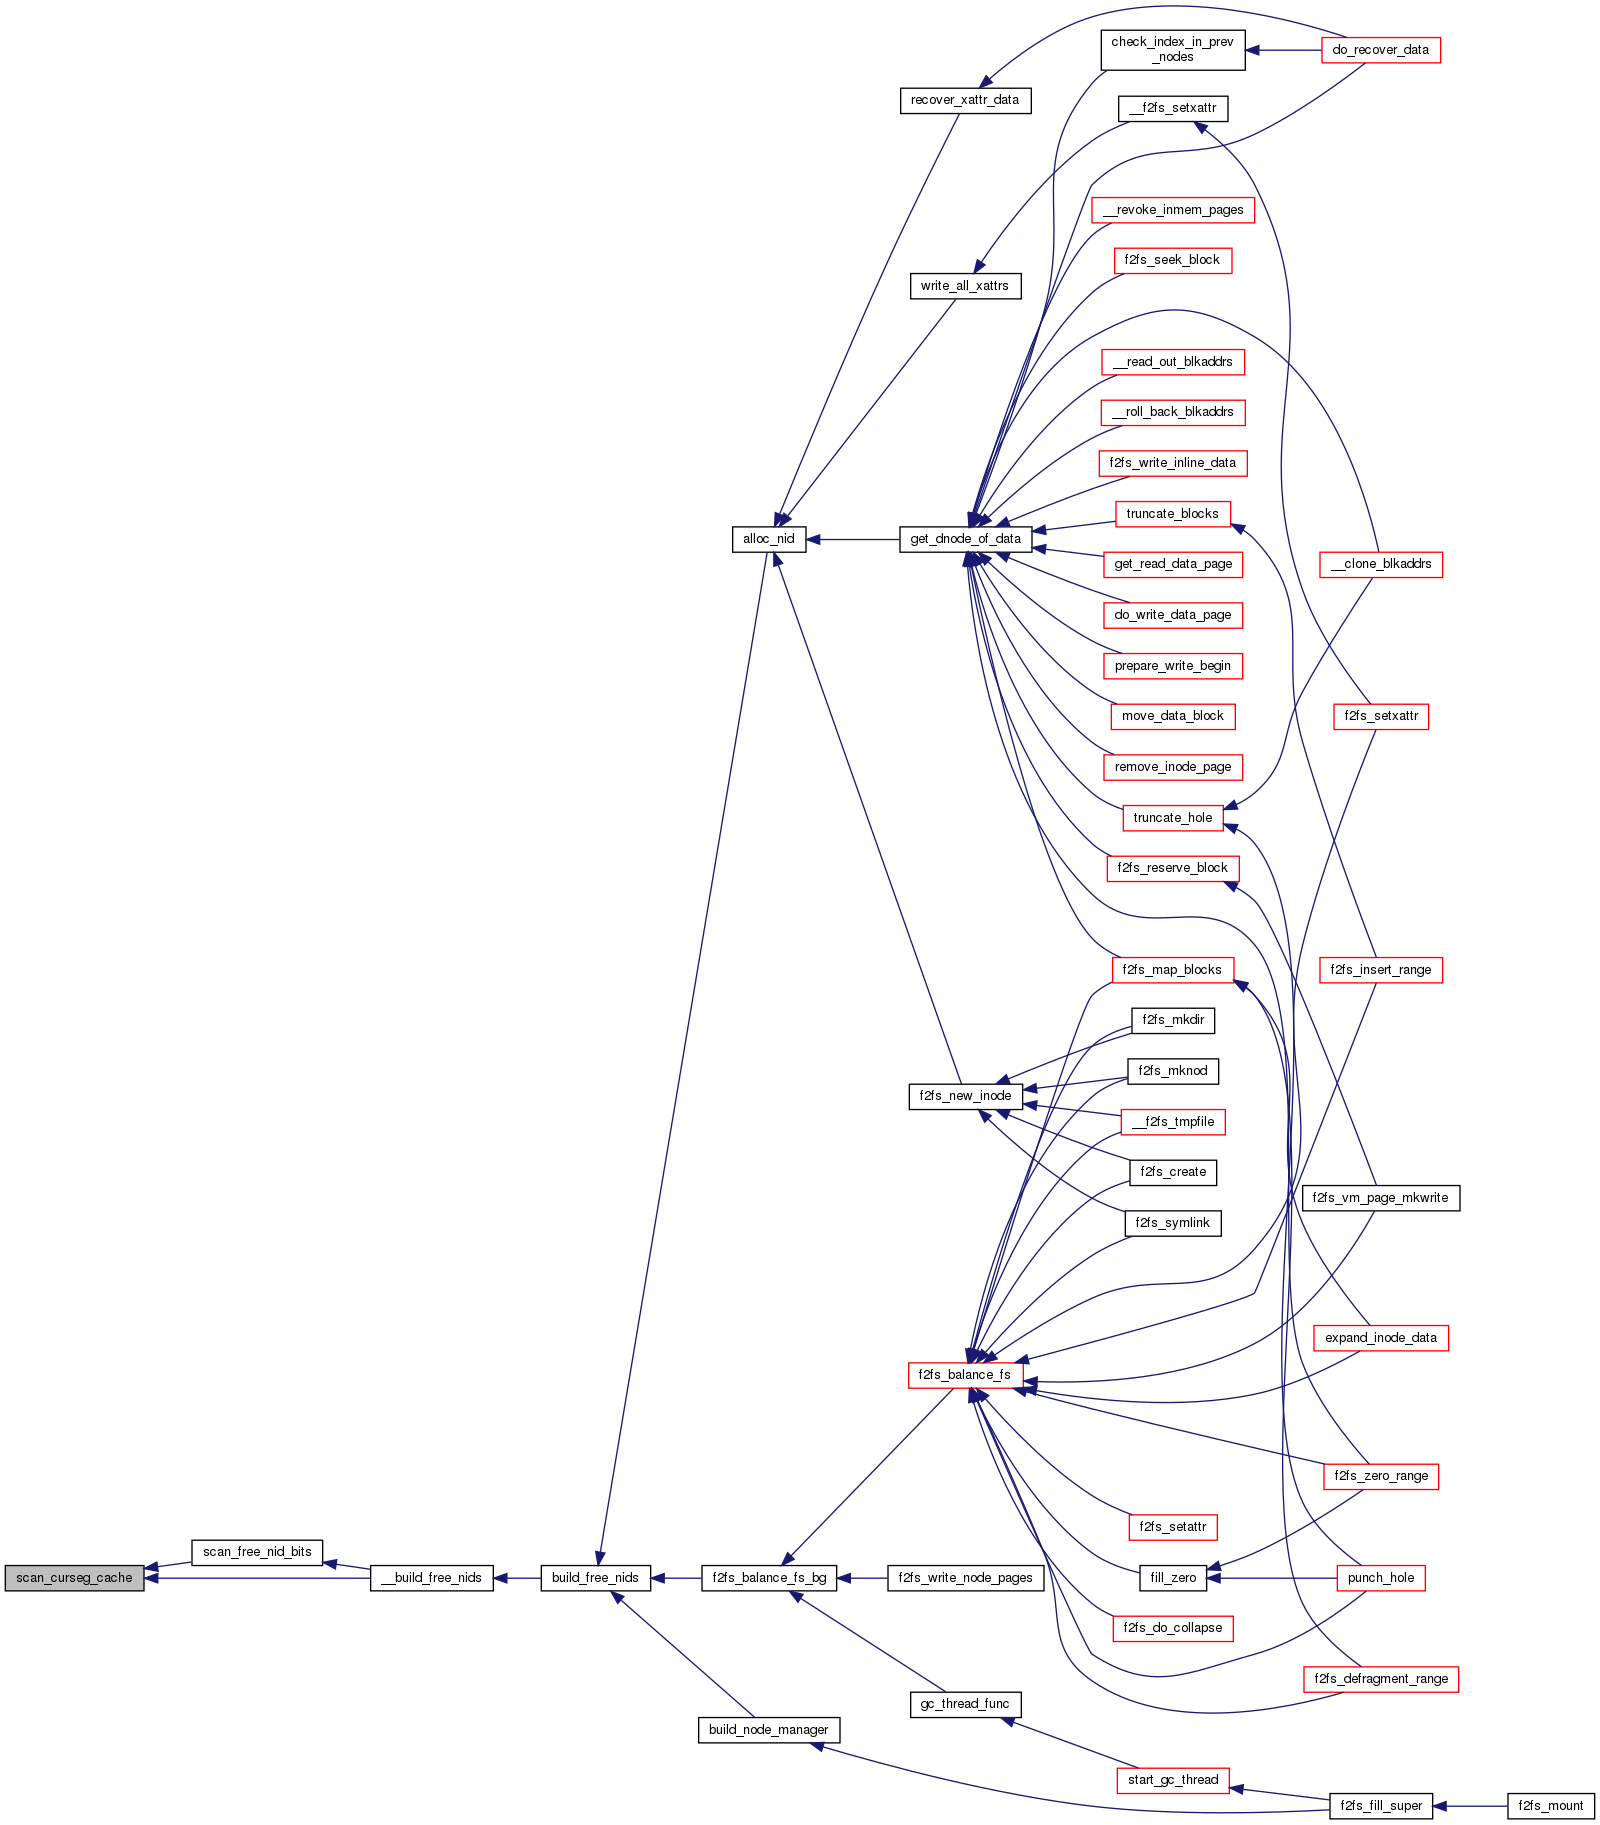 do_recover_data
check_index_in_prev
_nodes
recover_xattr_data
__f2fs_setxattr
__revoke_inmem_pages
f2fs_seek_block
write_all_xattrs
__read_out_blkaddrs
__roll_back_blkaddrs
f2fs_write_inline_data
truncate_blocks
alloc_nid
get_dnode_of_data
get_read_data_page
__clone_blkaddrs
do_write_data_page
prepare_write_begin
move_data_block
f2fs_setxattr
remove_inode_page
truncate_hole
f2fs_reserve_block
f2fs_map_blocks
f2fs_insert_range
f2fs_mkdir
f2fs_mknod
f2fs_new_inode
__f2fs_tmpfile
f2fs_create
f2fs_vm_page_mkwrite
f2fs_symlink
expand_inode_data
f2fs_balance_fs
f2fs_zero_range
f2fs_setattr
scan_free_nid_bits
scan_curseg_cache
__build_free_nids
build_free_nids
f2fs_balance_fs_bg
f2fs_write_node_pages
fill_zero
punch_hole
f2fs_do_collapse
f2fs_defragment_range
gc_thread_func
build_node_manager
start_gc_thread
f2fs_fill_super
f2fs_mount